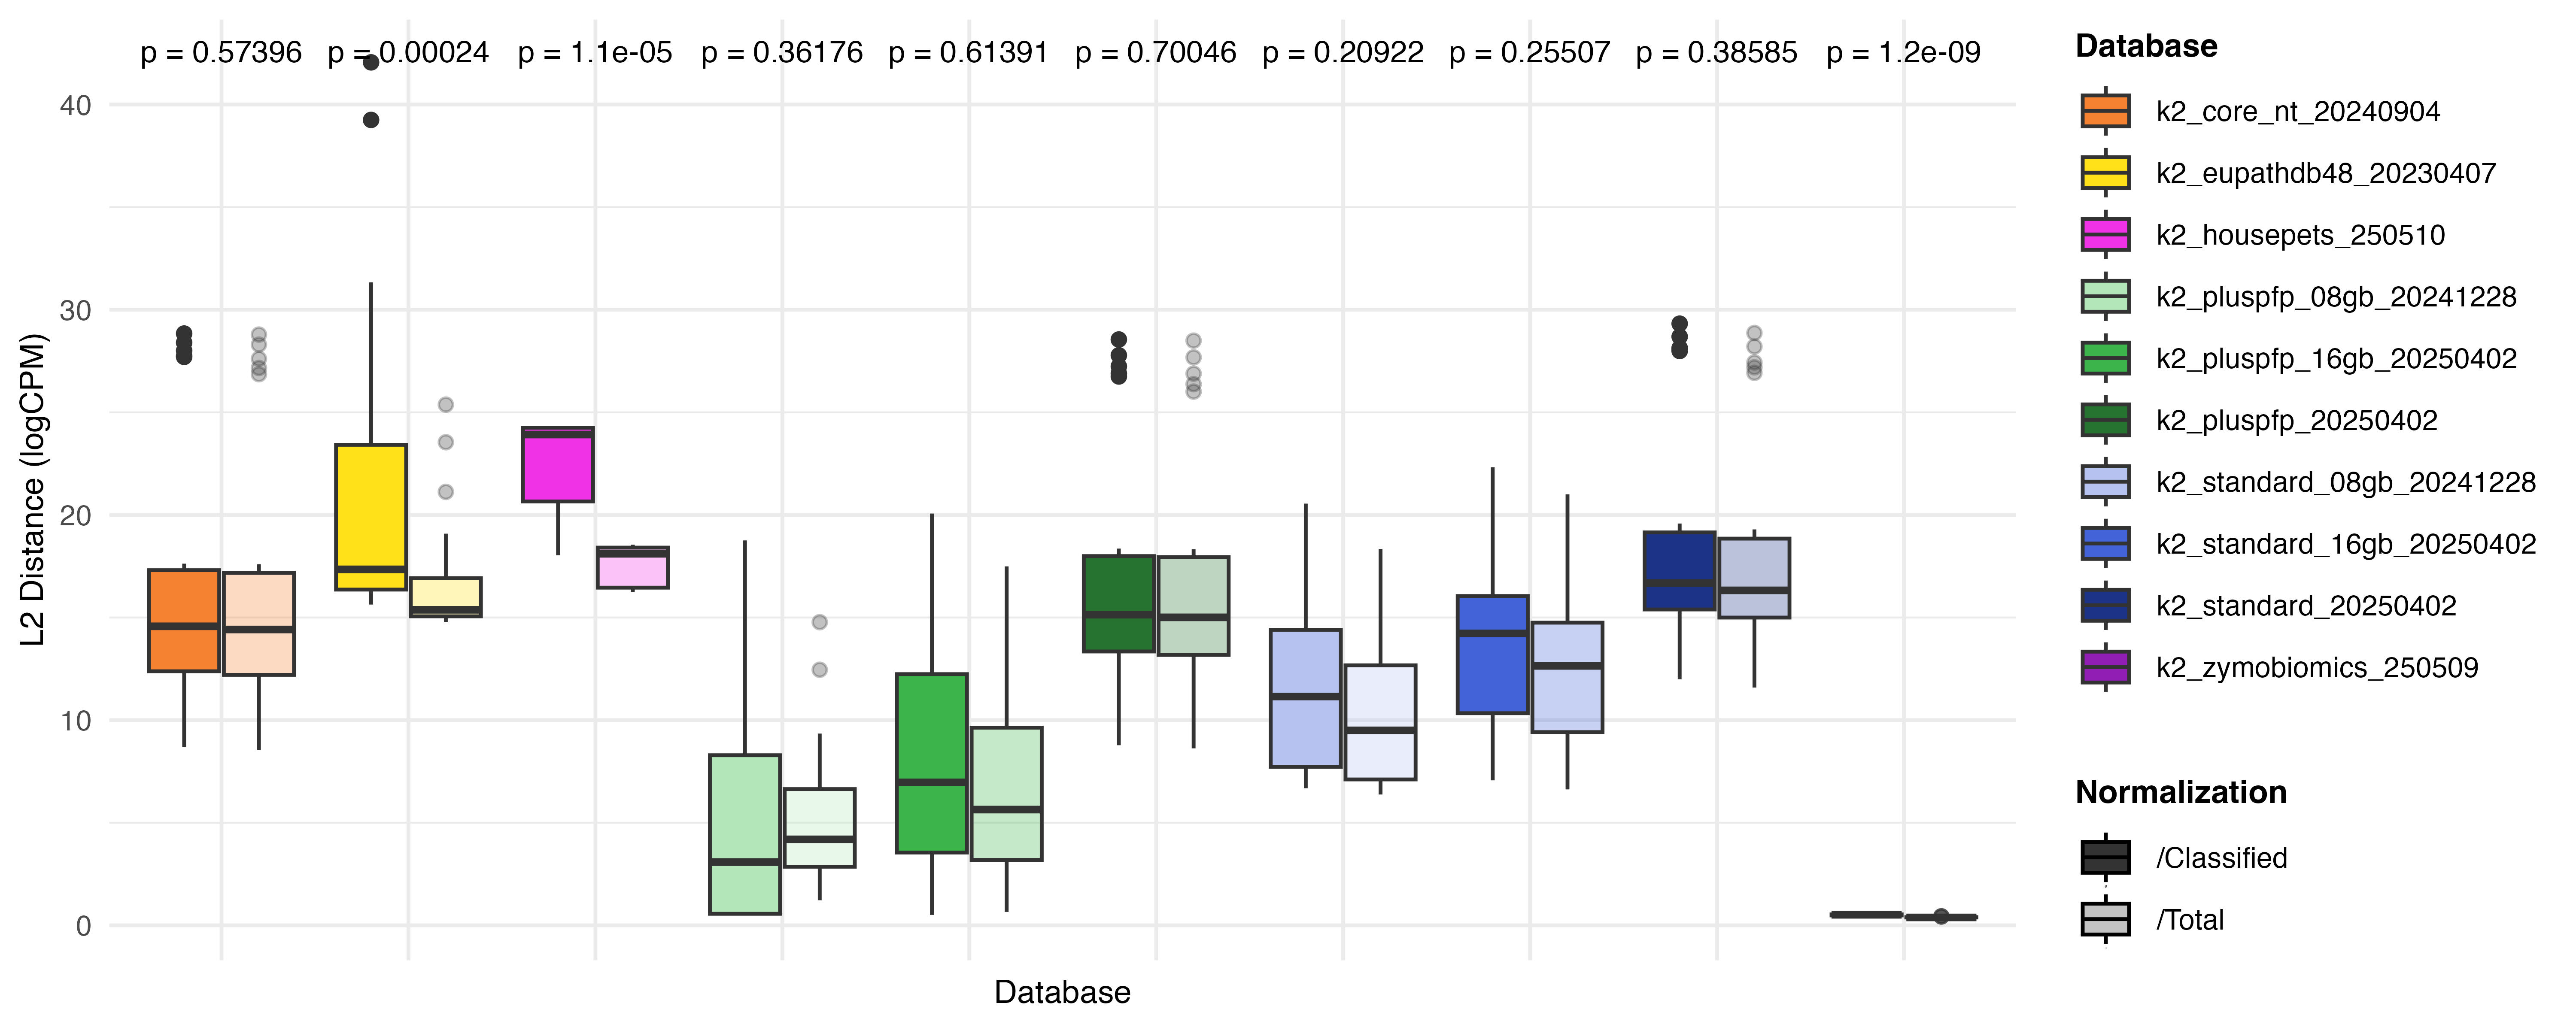 p = 0.57396 p = 0.00024 p = 1.1e-05 p = 0.36176 p = 0.61391 p = 0.70046 p = 0.20922 p = 0.25507 p = 0.38585 p = 1.2e-09
40
30
20
10
0
L2 Distance (logCPM)
Database
Database
k2_core_nt_20240904
k2_eupathdb48_20230407
k2_housepets_250510
k2_pluspfp_08gb_20241228
k2_pluspfp_16gb_20250402
k2_pluspfp_20250402
k2_standard_08gb_20241228
k2_standard_16gb_20250402
k2_standard_20250402
k2_zymobiomics_250509
Normalization
/Classified
/Total